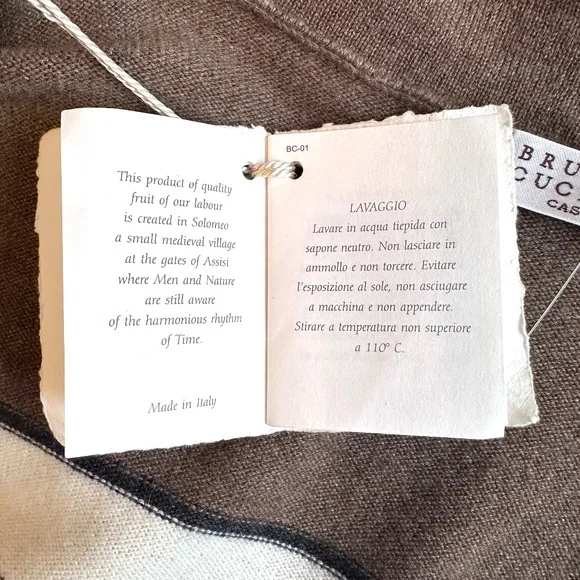 This product of quality
fruit of our labour
is created in Solomeo
a small medieval village
at the gates of Assisi
where Men and Nature
are still aware
of the harmonious rhythm
of Time.
Made in Italy
BC-01
LAVAGGIO
Lavare in acqua tiepida con
sapone neutro. Non lasciare in
ammollo e non torcere. Evitare
l'esposizione al sole, non asciugare
a macchina e non appendere.
Stirare a temperatura non superiore
a 110° C.
BRU
CUC
CAS